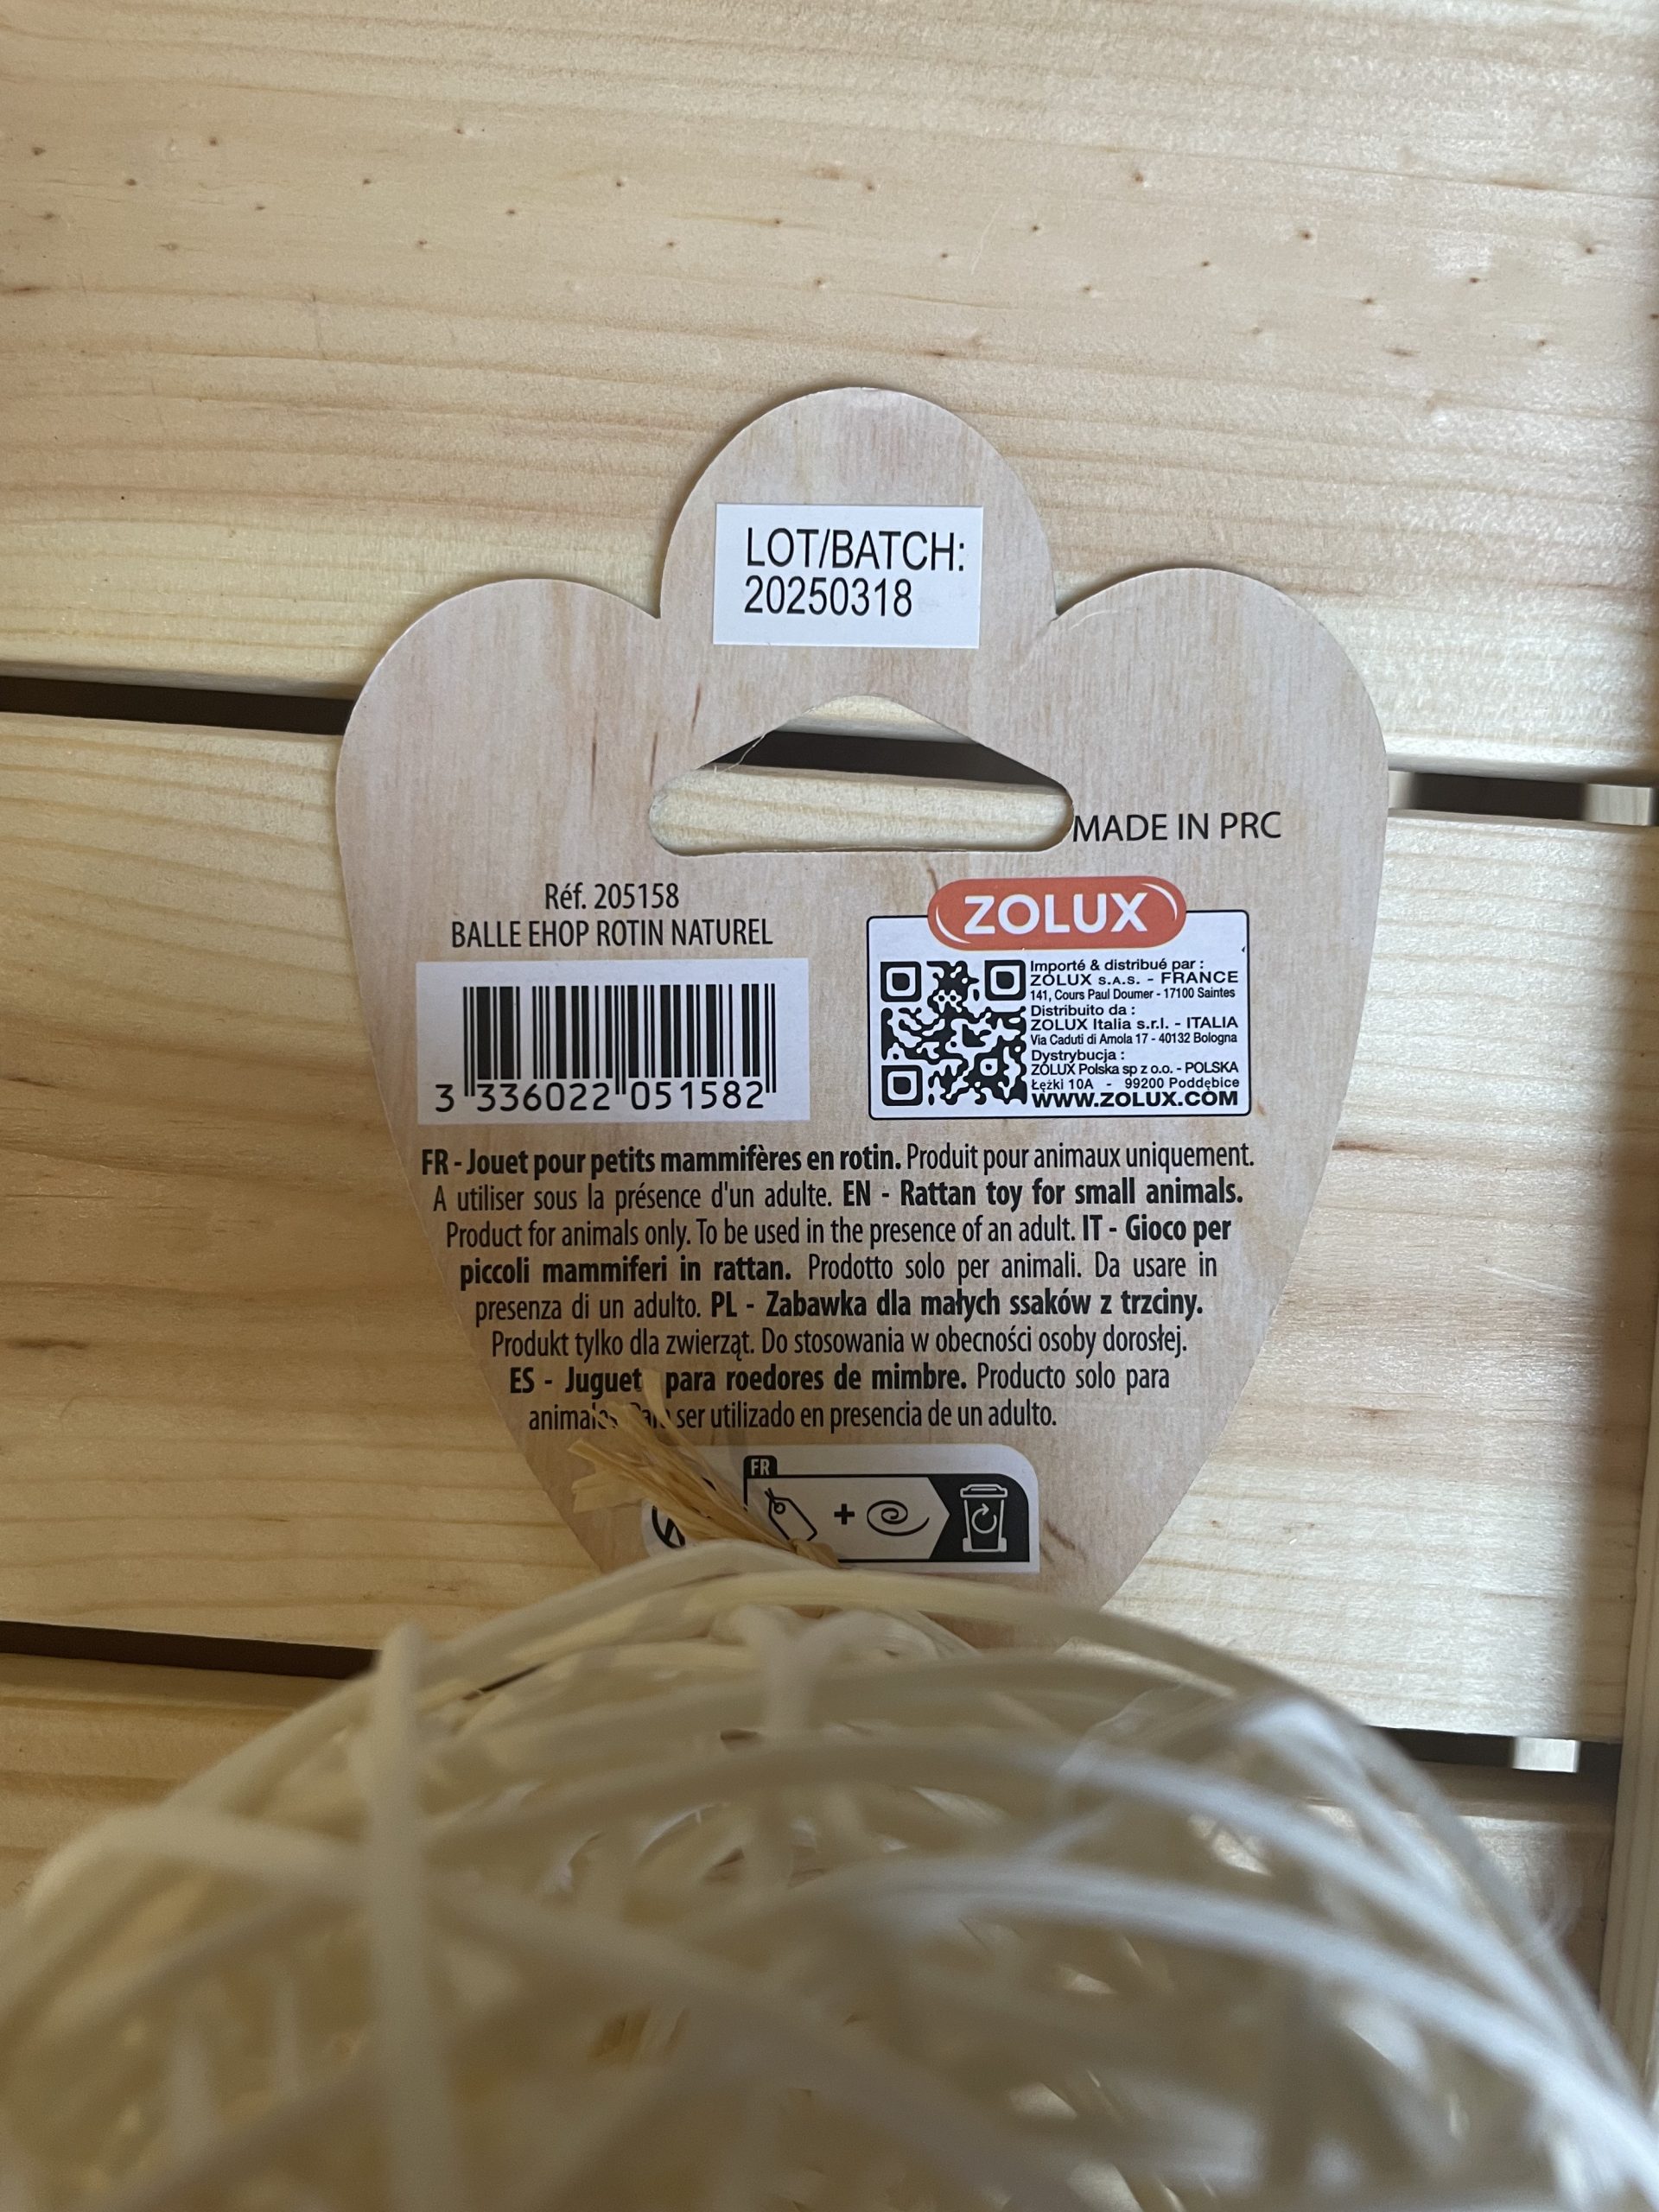 LOT/BATCH:
20250318
MADE IN PRC
Réf. 205158
BALLE EHOP ROTIN NATUREL
3 336022 051582
ZOLUX
Importé & distribué par :
ZOLUX S.A.S. - FRANCE
141, Cours Paul Doumer - 17100 Saintes
Distribuito da :
ZOLUX Italia s.r.l. - ITALIA
Via Caduti di Amola 17 - 40132 Bologna
Dystrybucja :
ZOLUX Polska sp z o.o. - POLSKA
Łężki 10A - 99200 Poddębice
WWW.ZOLUX.COM
FR - Jouet pour petits mammifères en rotin. Produit pour animaux uniquement.
A utiliser sous la présence d'un adulte. EN - Rattan toy for small animals.
Product for animals only. To be used in the presence of an adult. IT - Gioco per
piccoli mammiferi in rattan. Prodotto solo per animali. Da usare in
presenza di un adulto. PL - Zabawka dla małych ssaków z trzciny.
Produkt tylko dla zwierząt. Do stosowania w obecności osoby dorosłej.
ES - Juguet para roedores de mimbre. Producto solo para
animales. Para ser utilizado en presencia de un adulto.
FR
+